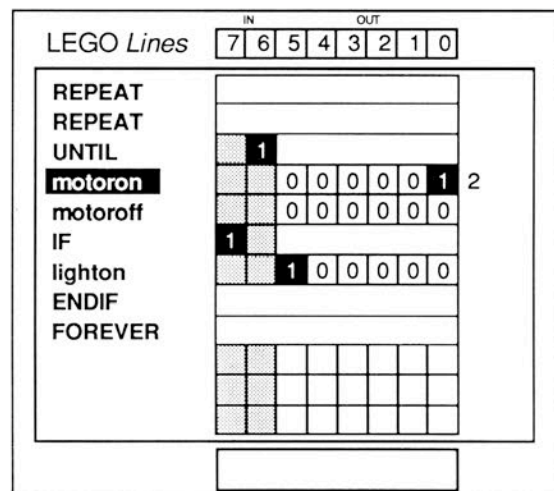 IN OUT
LEGO Lines 7 6 5 4 3 2 1 0
REPEAT
REPEAT
UNTIL 1
motoron 0 0 0 0 0 1 2
motoroff 0 0 0 0 0 0
IF 1
lighton 1 0 0 0 0 0
ENDIF
FOREVER